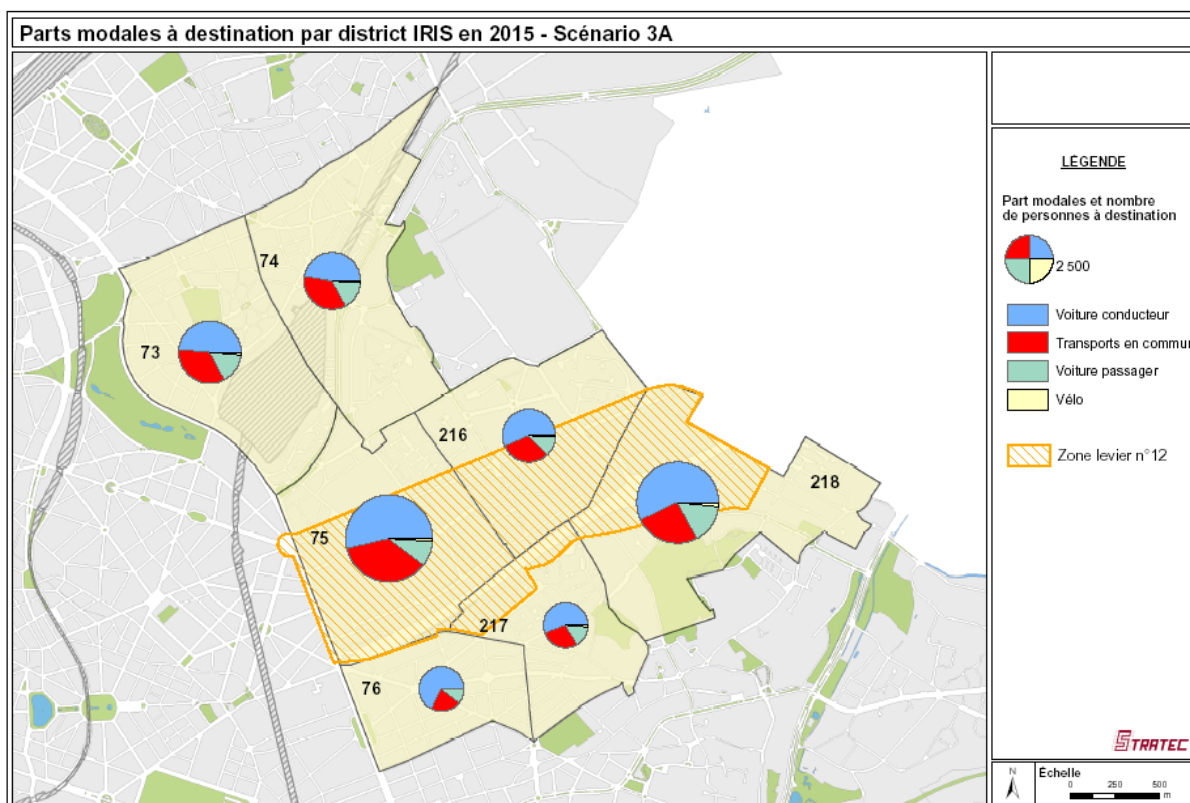 Parts modales à destination par district IRIS en 2015 - Scénario 3A
74
73
216
218
75
217
76
LÉGENDE
Part modales et nombre
de personnes à destination
2 500
Voiture conducteur
Transports en commun
Voiture passager
Vélo
Zone levier n°12
STRATEC
N
Échelle
0 250 500
m